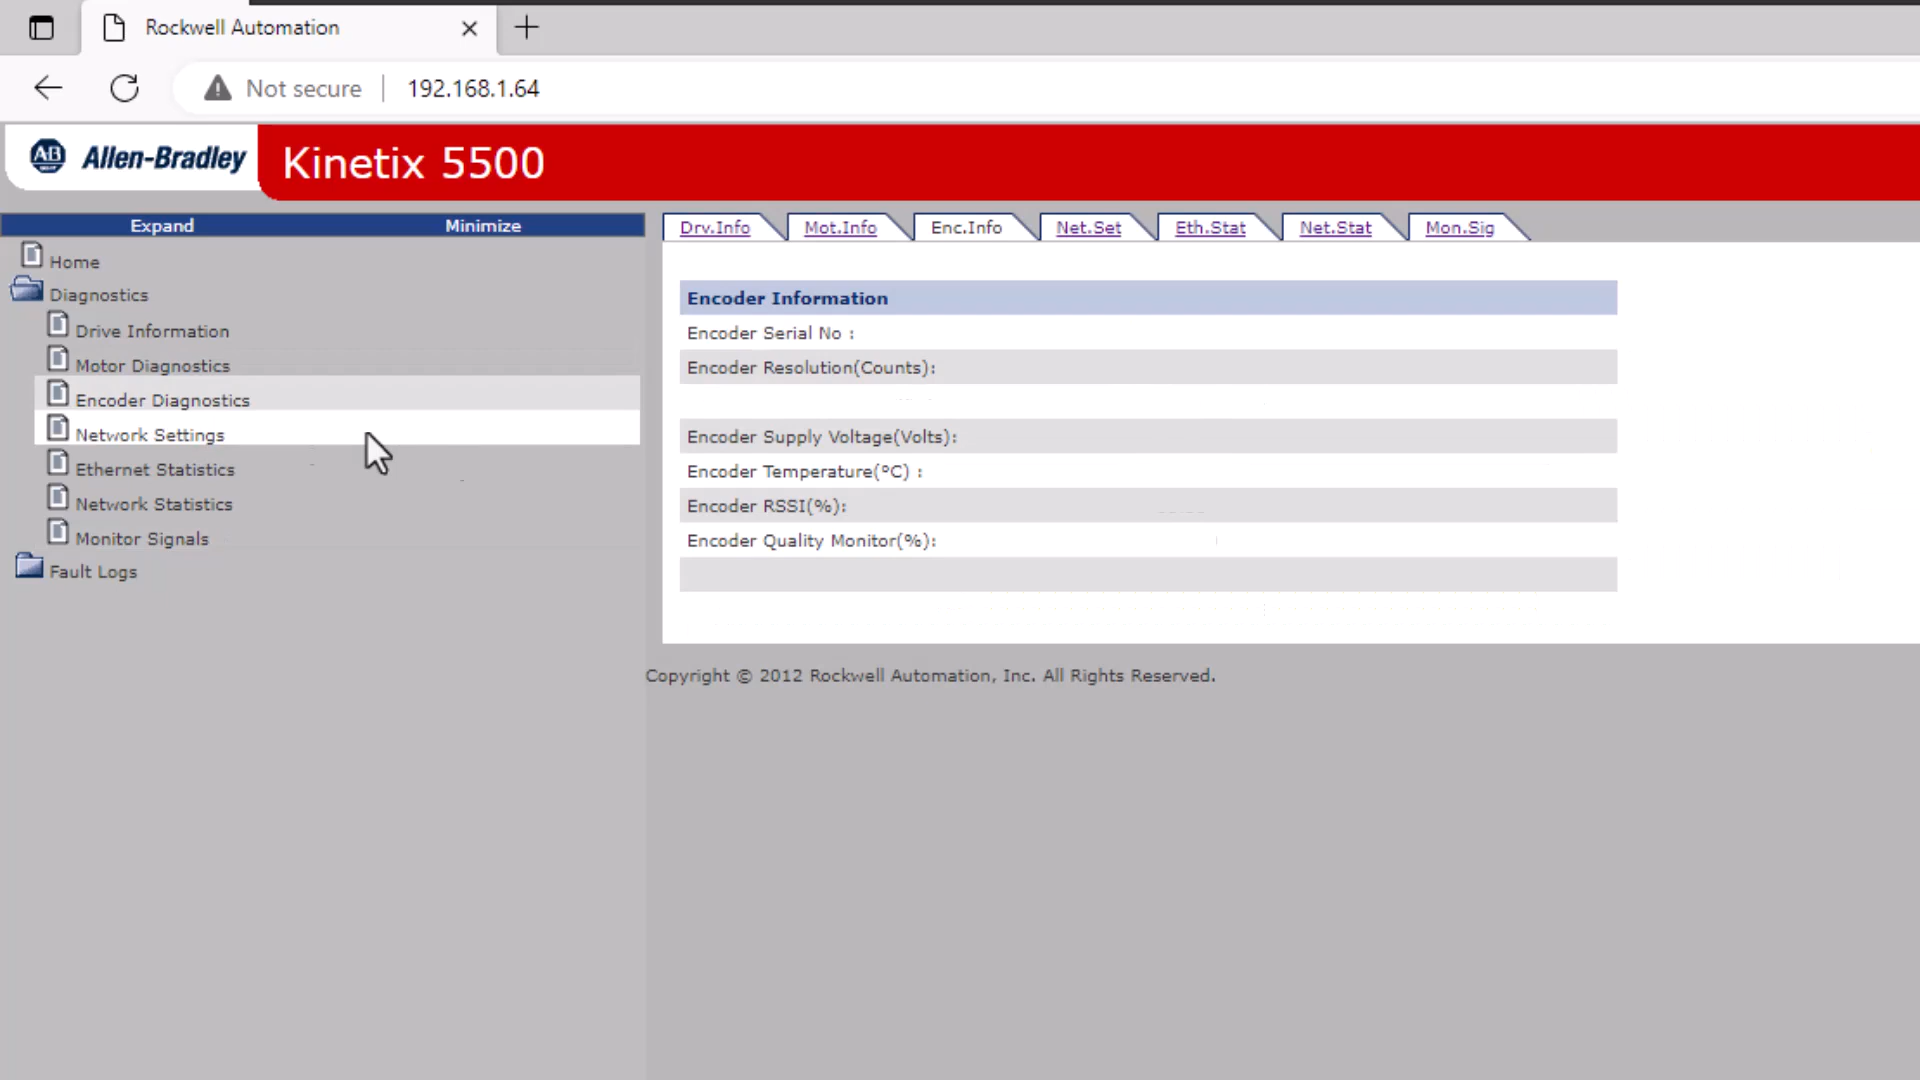 Rockwell Automation
Not secure
192.168.1.64
AB
Allen-Bradley
Kinetix 5500
Expand Minimize
Home
Diagnostics
Drive Information
Motor Diagnostics
Encoder Diagnostics
Network Settings
Ethernet Statistics
Network Statistics
Monitor Signals
Fault Logs
Drv.Info Mot.Info Enc.Info Net.Set Eth.Stat Net.Stat Mon.Sig
Encoder Information
Encoder Serial No :
Encoder Resolution(Counts):
Encoder Supply Voltage(Volts):
Encoder Temperature(°C) :
Encoder RSSI(%):
Encoder Quality Monitor(%):
Copyright © 2012 Rockwell Automation, Inc. All Rights Reserved.